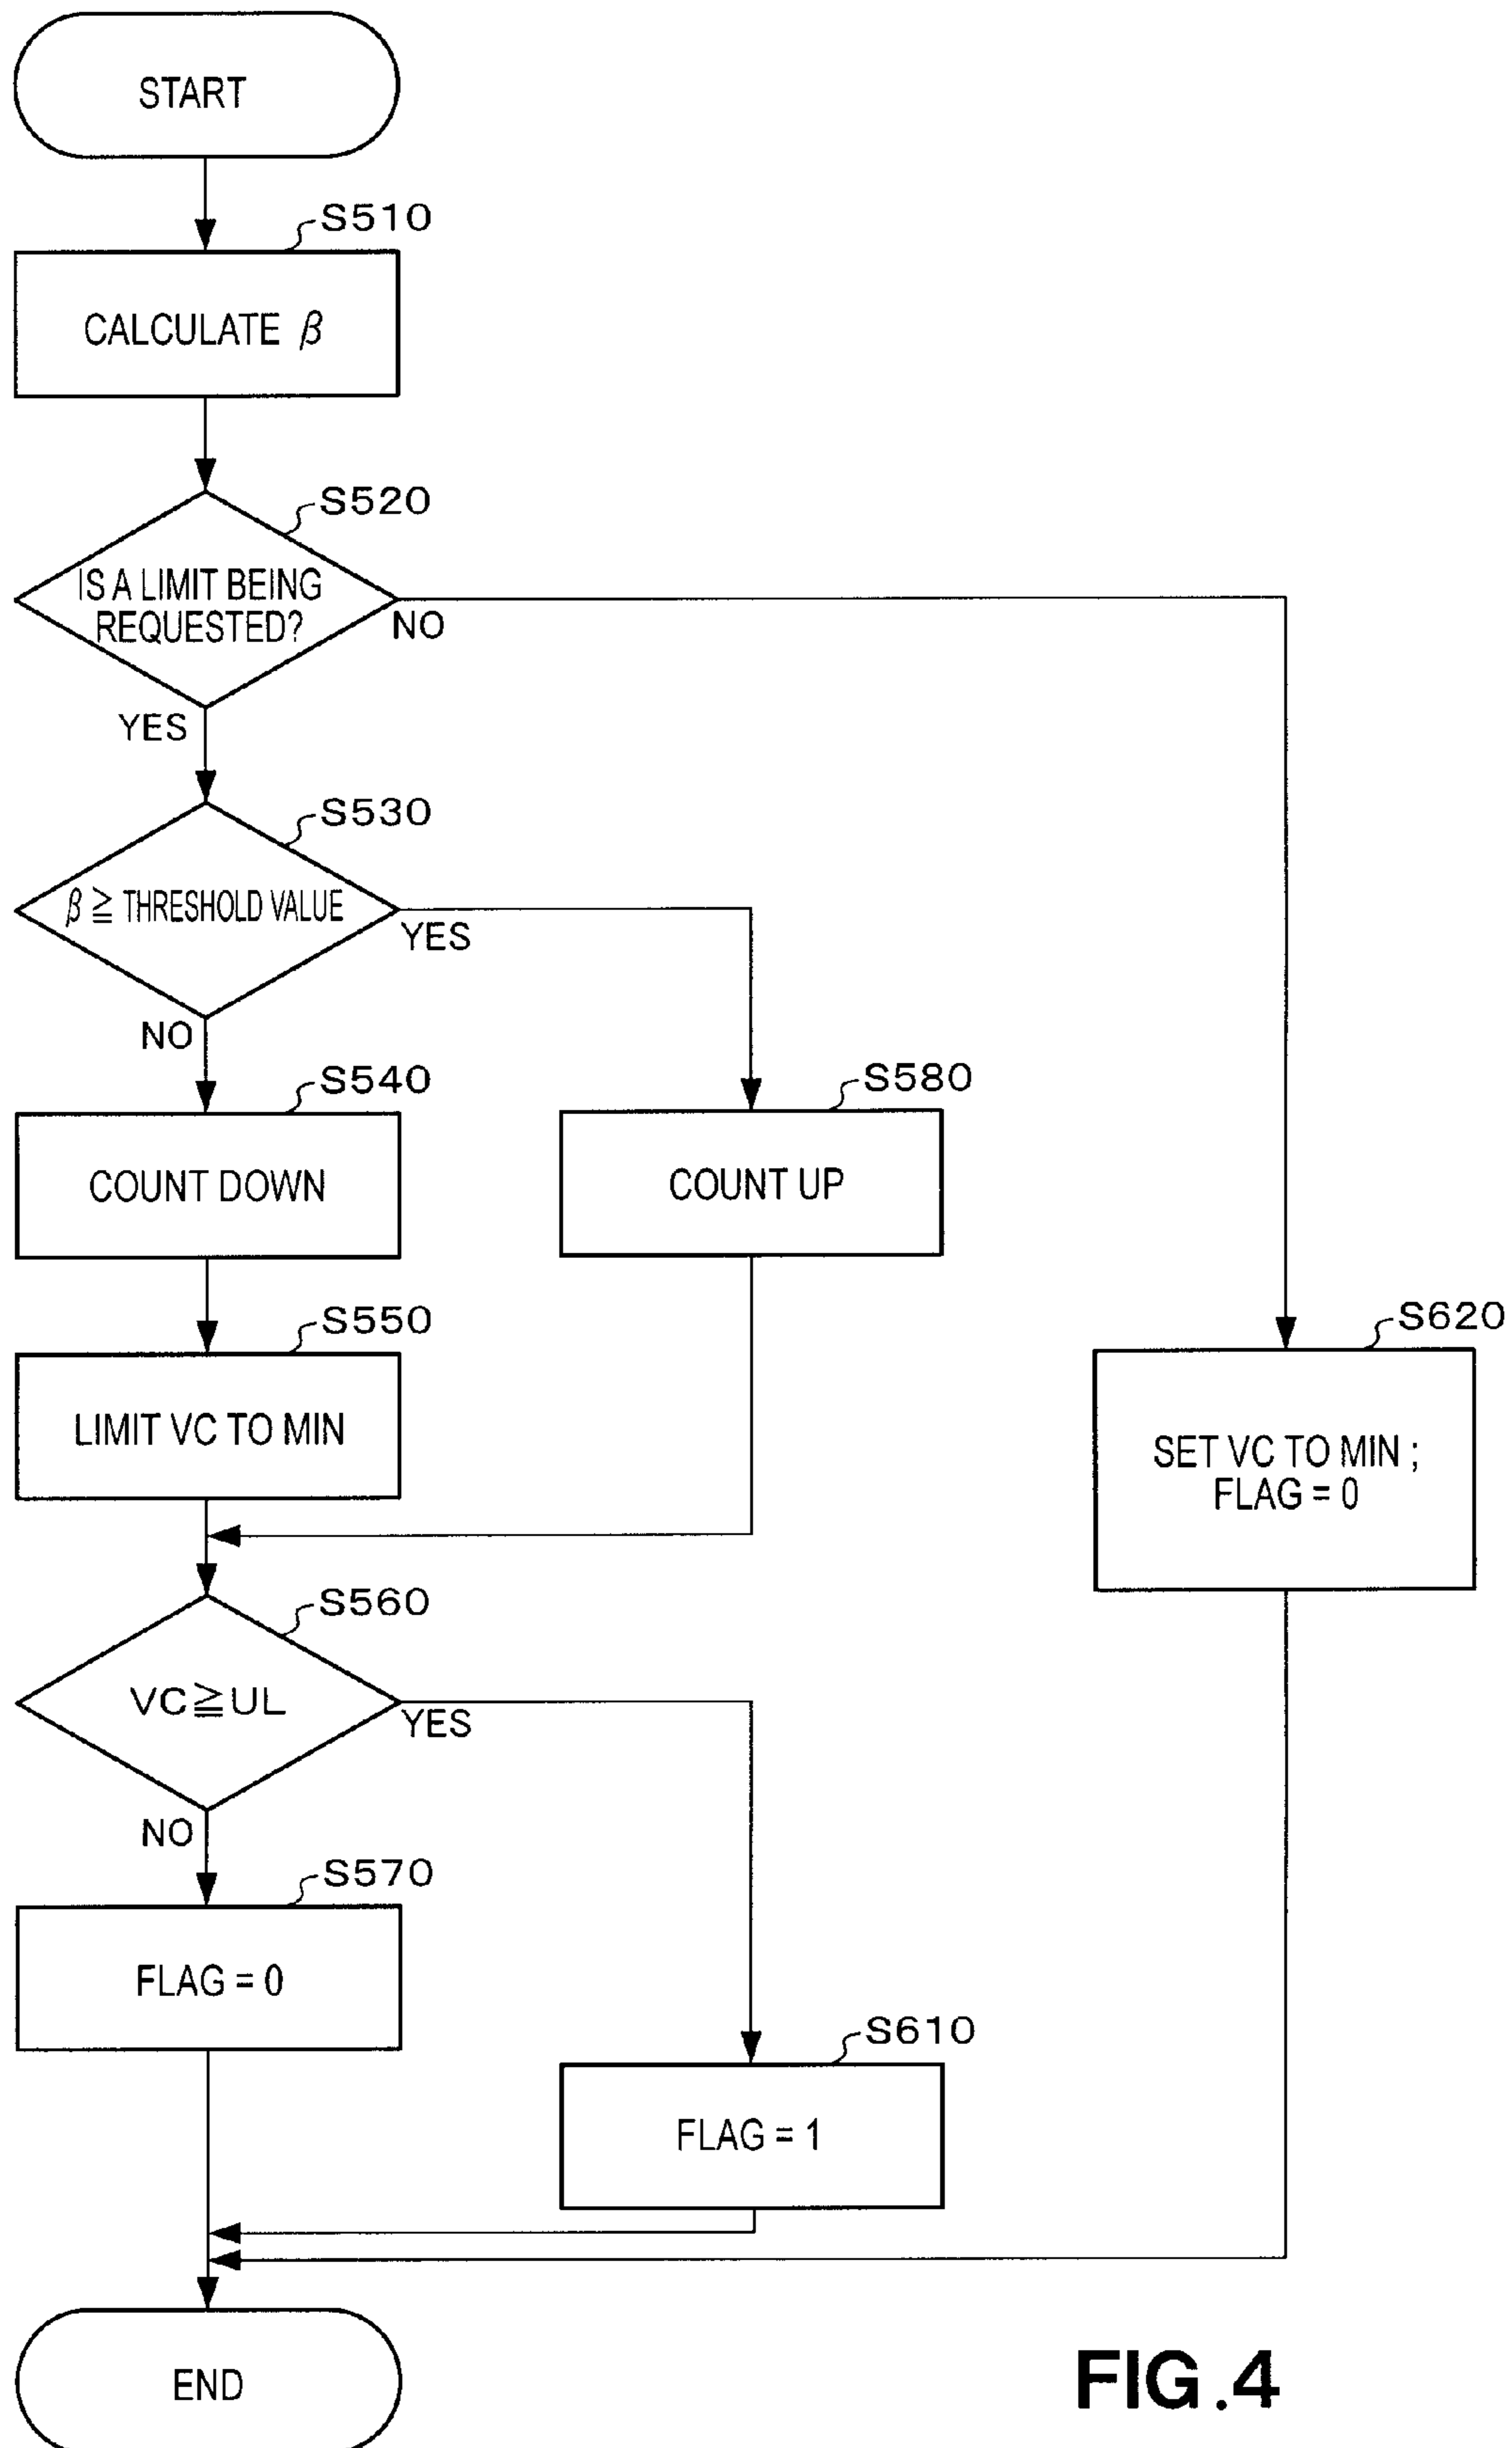 START
S510
CALCULATE β
S520
IS A LIMIT BEING
REQUESTED?
NO
YES
S530
β ≧ THRESHOLD VALUE
YES
NO
S540
COUNT DOWN
S580
COUNT UP
S550
LIMIT VC TO MIN
S620
SET VC TO MIN ;
FLAG = 0
S560
VC ≧ UL
YES
NO
S570
FLAG = 0
S610
FLAG = 1
END
FIG.4